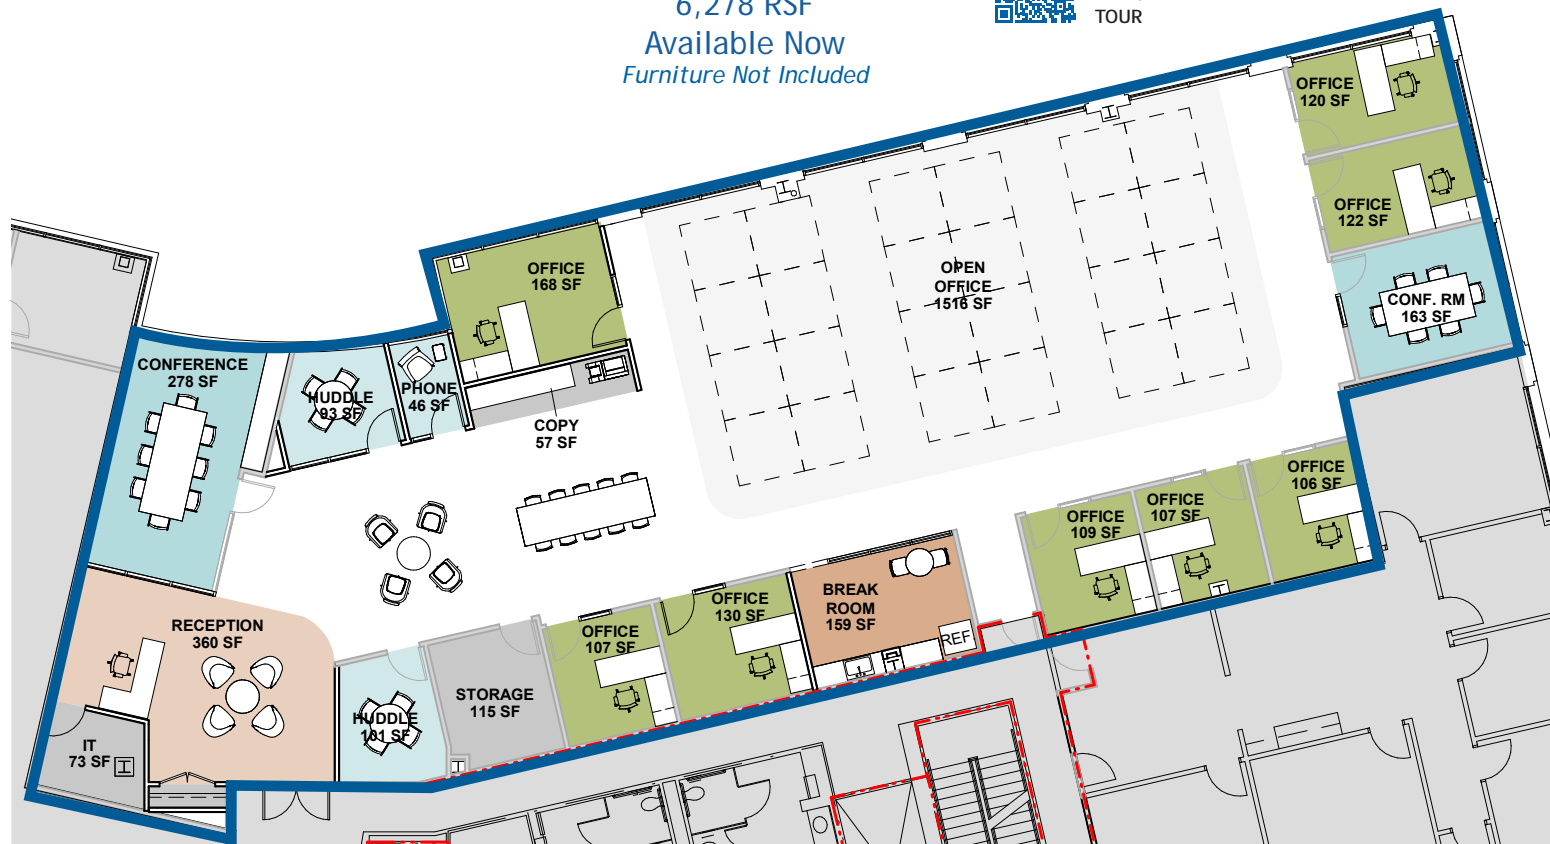 6,278 RSF
Available Now
Furniture Not Included
TOUR
OFFICE
120 SF
OFFICE
122 SF
CONF. RM
163 SF
OFFICE
168 SF
OPEN
OFFICE
1516 SF
CONFERENCE
278 SF
HUDDLE
93 SF
PHONE
46 SF
COPY
57 SF
OFFICE
106 SF
OFFICE
107 SF
OFFICE
109 SF
BREAK
ROOM
159 SF
REF
OFFICE
130 SF
OFFICE
107 SF
RECEPTION
360 SF
STORAGE
115 SF
HUDDLE
101 SF
IT
73 SF